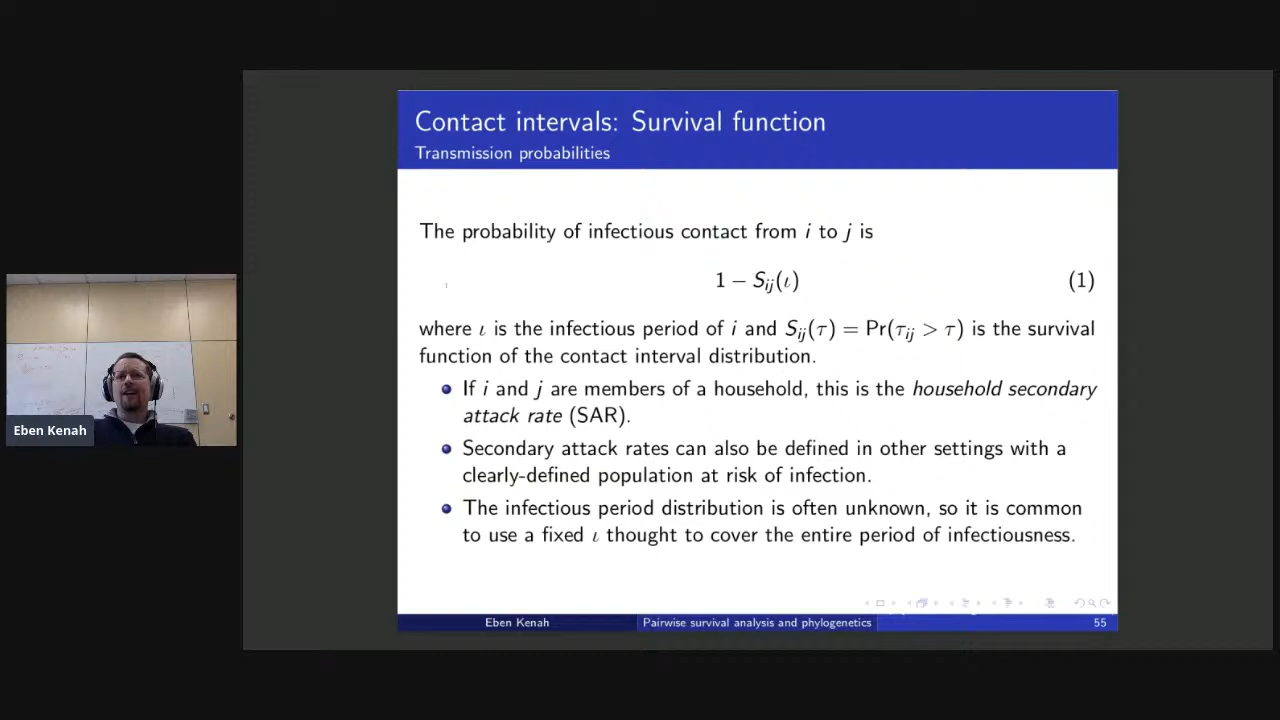 Contact intervals: Survival function
Transmission probabilities
The probability of infectious contact from i to j is
1 − Sᵢⱼ(ι) (1)
where ι is the infectious period of i and Sᵢⱼ(τ) = Pr(τᵢⱼ > τ) is the survival
function of the contact interval distribution.
If i and j are members of a household, this is the household secondary
attack rate (SAR).
Secondary attack rates can also be defined in other settings with a
clearly-defined population at risk of infection.
The infectious period distribution is often unknown, so it is common
to use a fixed ι thought to cover the entire period of infectiousness.
Eben Kenah
Eben Kenah Pairwise survival analysis and phylogenetics 55